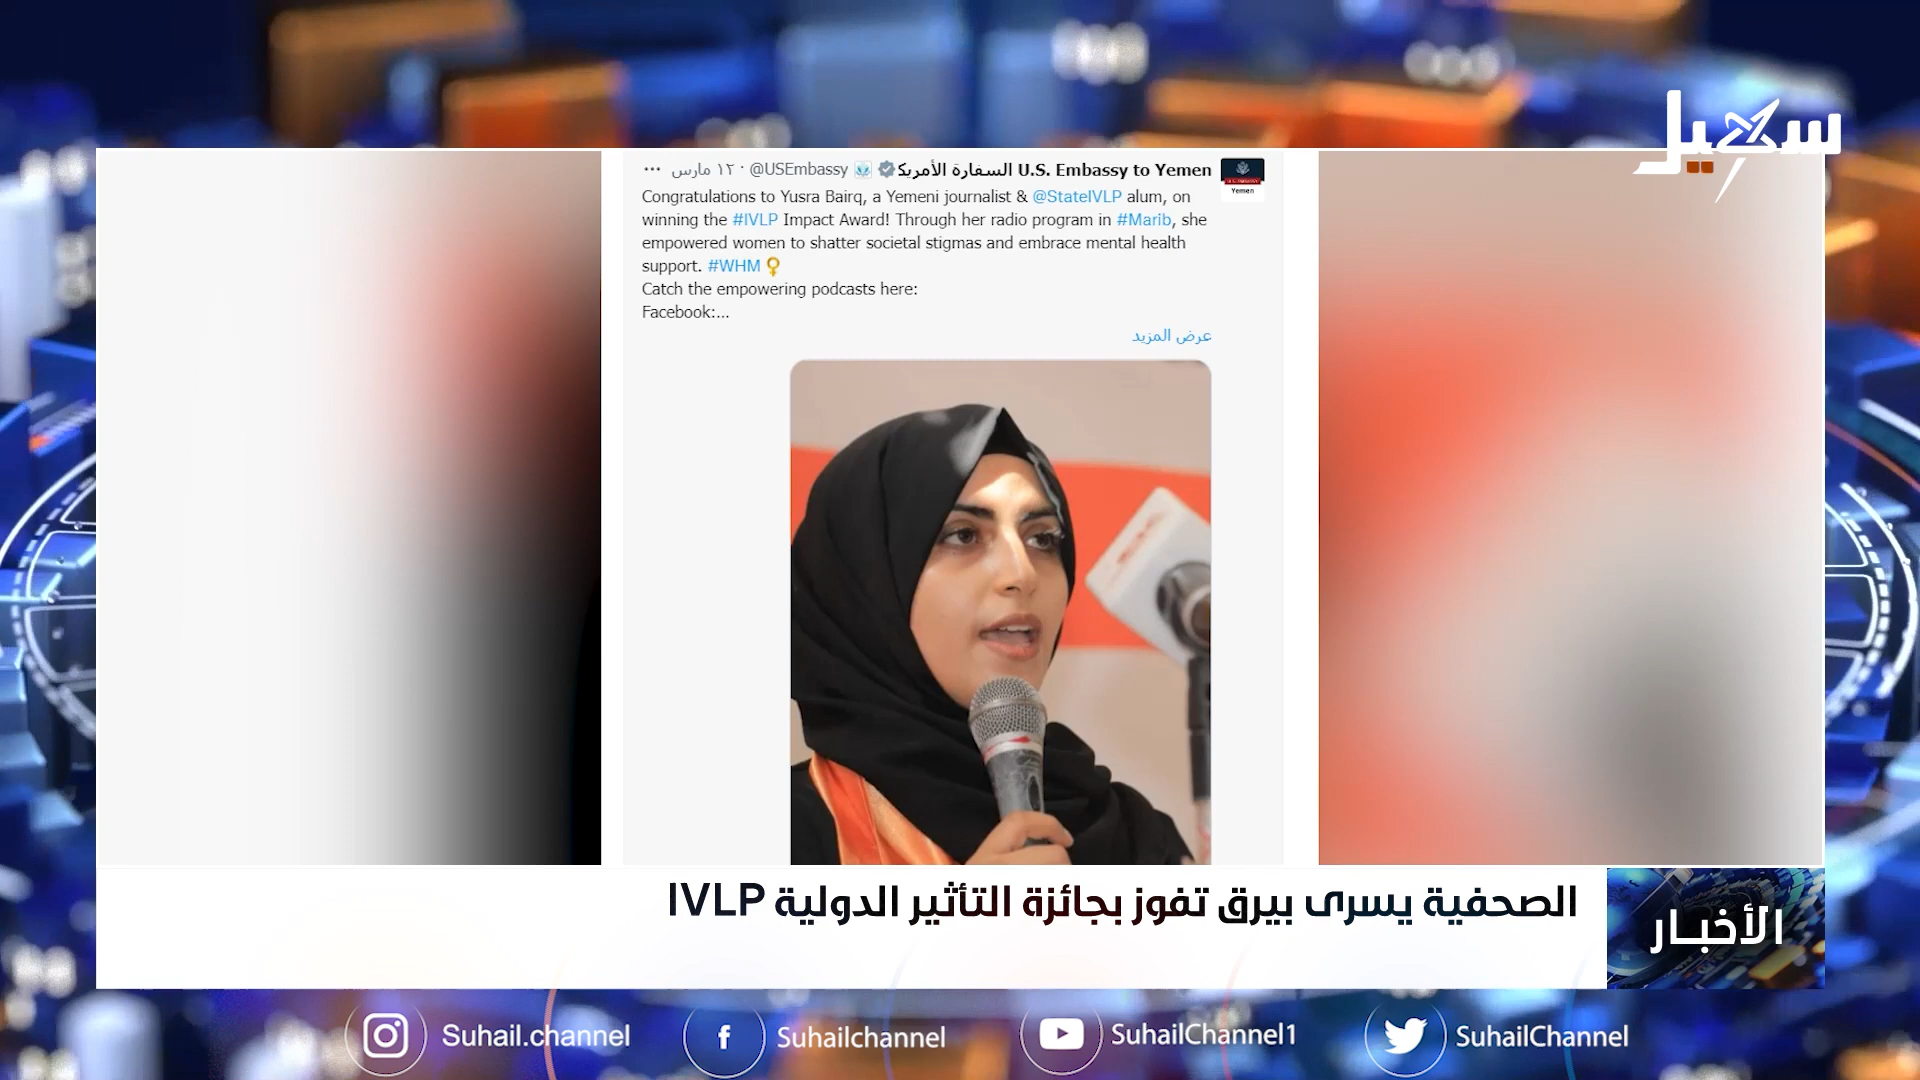 سهيل
U.S. Embassy to Yemen السفارة الأمريك @USEmbassy · ١٢ مارس
Congratulations to Yusra Bairq, a Yemeni journalist & @StateIVLP alum, on
winning the #IVLP Impact Award! Through her radio program in #Marib, she
empowered women to shatter societal stigmas and embrace mental health
support. #WHM
Catch the empowering podcasts here:
Facebook:...
عرض المزيد
Yemen
الأخبار
الصحفية يسرى بيرق تفوز بجائزة التأثير الدولية IVLP
Suhail.channel
Suhailchannel
SuhailChannel1
SuhailChannel